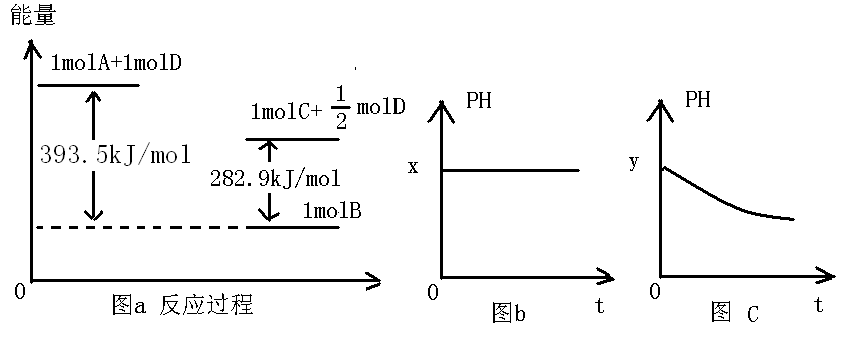 能量
1molA+1molD
1molC+ 1/2 molD
393.5kJ/mol
282.9kJ/mol
1molB
0
图a 反应过程
PH
x
0
t
图b
PH
y
0
t
图 C